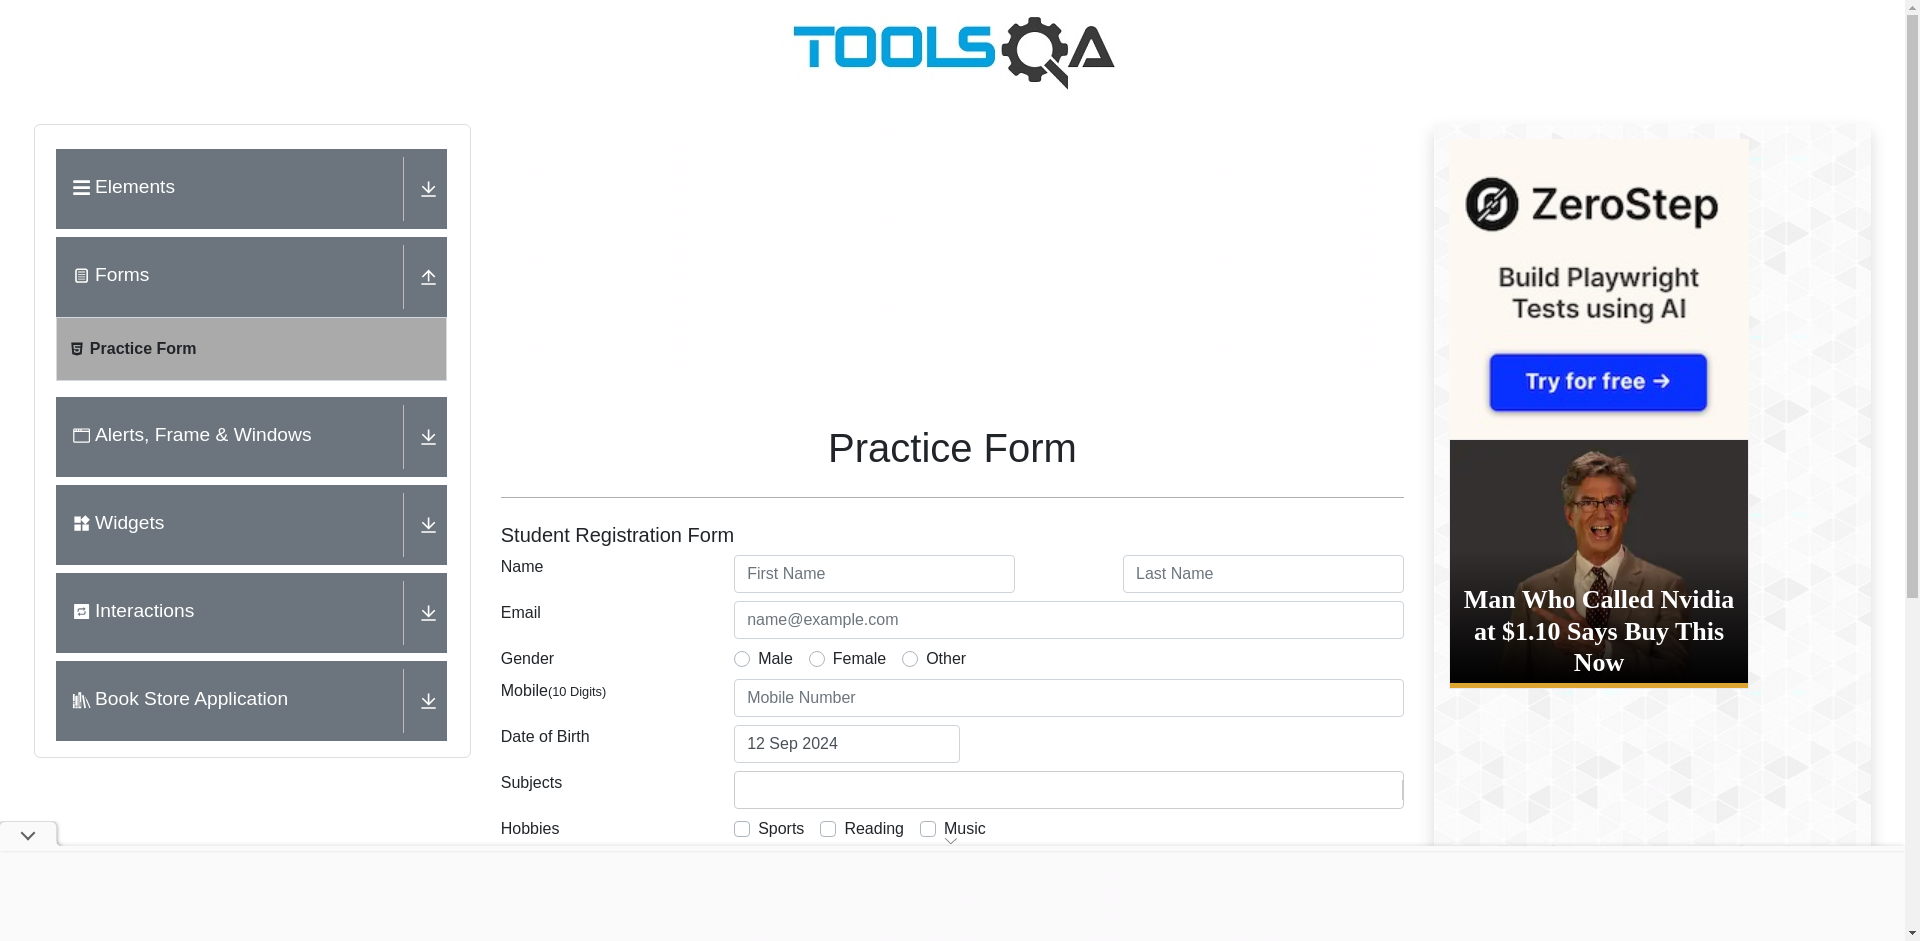 TOOLSQA
Elements
Forms
Practice Form
Alerts, Frame & Windows
Widgets
Interactions
Book Store Application
Practice Form
Student Registration Form
Name
First Name
Last Name
Email
name@example.com
Gender
Male
Female
Other
Mobile(10 Digits)
Mobile Number
Date of Birth
12 Sep 2024
Subjects
Hobbies
Sports
Reading
Music
ZeroStep
Build Playwright
Tests using AI
Try for free →
Man Who Called Nvidia
at $1.10 Says Buy This
Now